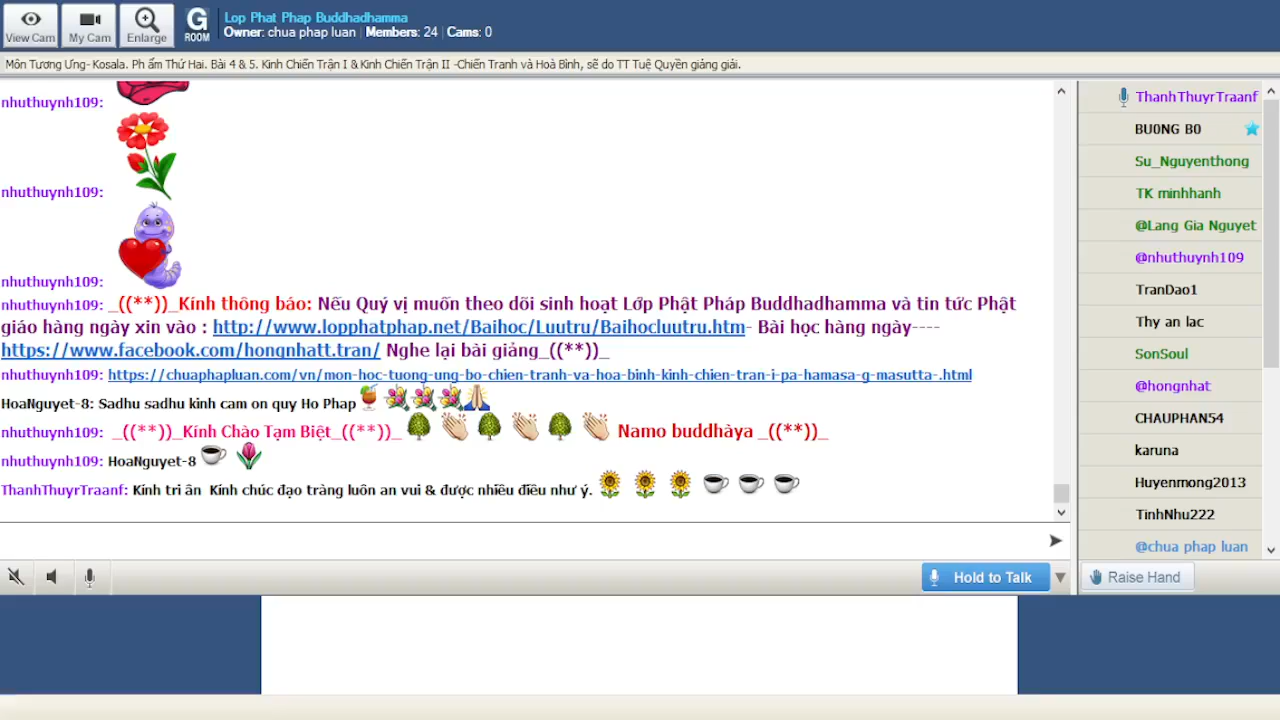 View Cam
My Cam
Enlarge
G
ROOM
Lop Phat Phap Buddhadhamma
Owner: chua phap luan | Members: 24 | Cams: 0
Môn Tương Ưng- Kosala. Ph ẩm Thứ Hai. Bài 4 & 5. Kinh Chiến Trận I & Kinh Chiến Trận II -Chiến Tranh và Hoà Bình, sẽ do TT Tuệ Quyền giảng giải.
nhuthuynh109:
nhuthuynh109:
nhuthuynh109:
nhuthuynh109: _((**))_Kính thông báo: Nếu Quý vị muốn theo dõi sinh hoạt Lớp Phật Pháp Buddhadhamma và tin tức Phật
giáo hàng ngày xin vào : http://www.lopphatphap.net/Baihoc/Luutru/Baihocluutru.htm- Bài học hàng ngày----
https://www.facebook.com/hongnhatt.tran/ Nghe lại bài giảng_((**))_
nhuthuynh109: https://chuaphapluan.com/vn/mon-hoc-tuong-ung-bo-chien-tranh-va-hoa-binh-kinh-chien-tran-i-pa-hamasa-g-masutta-.html
HoaNguyet-8: Sadhu sadhu kinh cam on quy Ho Phap
nhuthuynh109: _((**))_Kính Chào Tạm Biệt_((**))_ Namo buddhàya _((**))_
nhuthuynh109: HoaNguyet-8
ThanhThuyrTraanf: Kính tri ân Kính chúc đạo tràng luôn an vui & được nhiều điều như ý.
Hold to Talk
ThanhThuyrTraanf
BU0NG B0
Su_Nguyenthong
TK minhhanh
@Lang Gia Nguyet
@nhuthuynh109
TranDao1
Thy an lac
SonSoul
@hongnhat
CHAUPHAN54
karuna
Huyenmong2013
TinhNhu222
@chua phap luan
Raise Hand